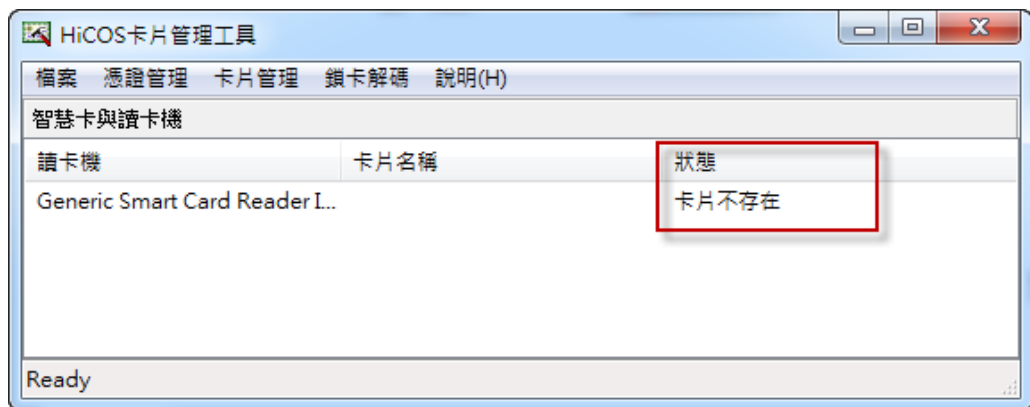 HiCOS卡片管理工具
檔案 憑證管理 卡片管理 鎖卡解碼 說明(H)
智慧卡與讀卡機
讀卡機 卡片名稱 狀態
Generic Smart Card Reader I... 卡片不存在
Ready